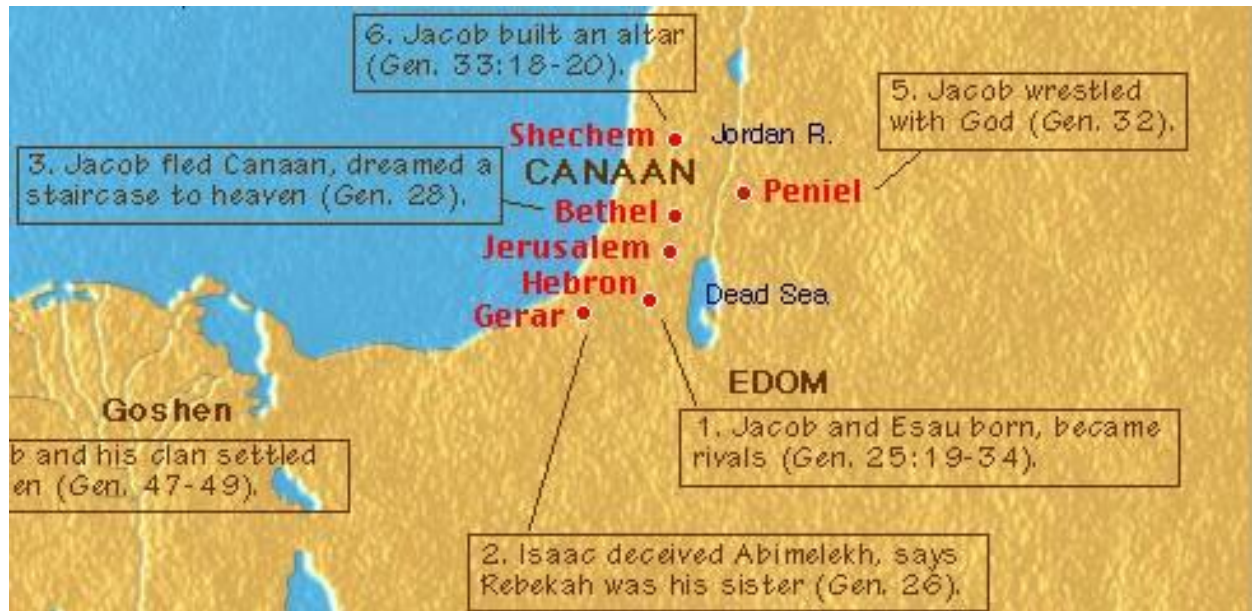 6. Jacob built an altar
(Gen. 33:18-20).
5. Jacob wrestled
with God (Gen. 32).
Shechem
Jordan R.
3. Jacob fled Canaan, dreamed a
staircase to heaven (Gen. 28).
CANAAN
Peniel
Bethel
Jerusalem
Hebron
Dead Sea
Gerar
EDOM
Goshen
1. Jacob and Esau born, became
rivals (Gen. 25:19-34).
b and his clan settled
en (Gen. 47-49).
2. Isaac deceived Abimelekh, says
Rebekah was his sister (Gen. 26).